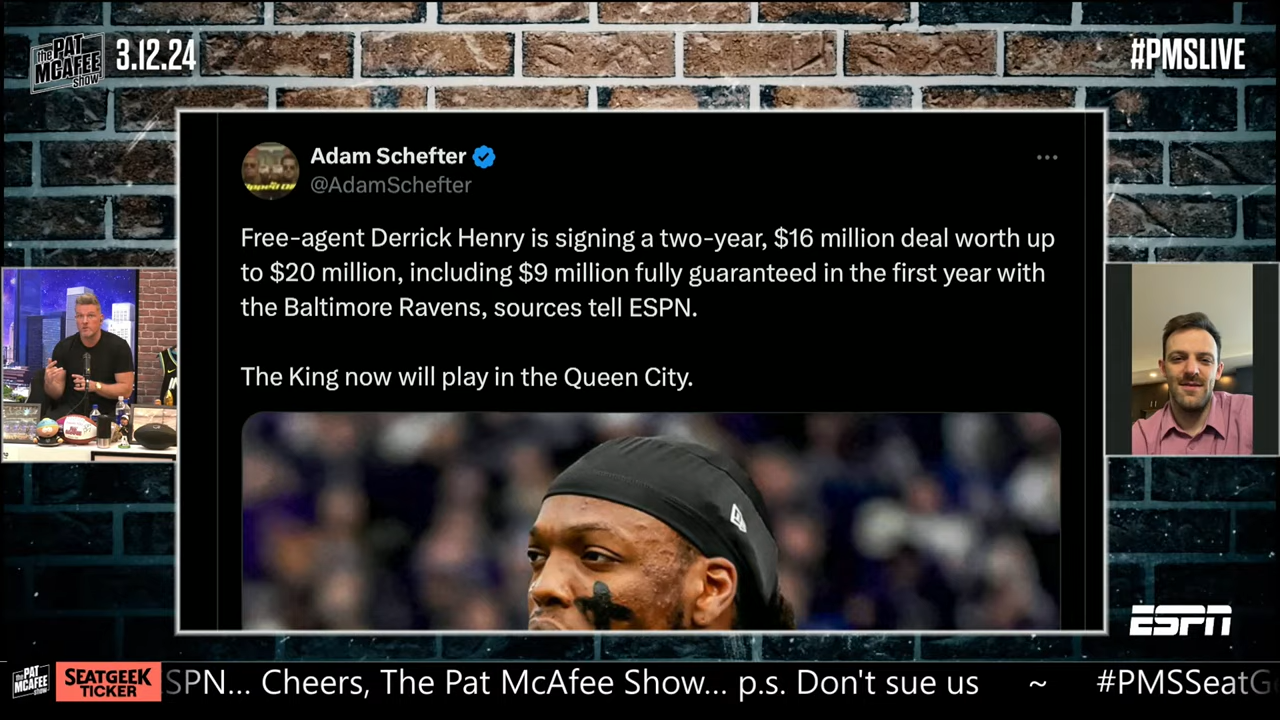 the PAT MCAFEE show
3.12.24
#PMSLIVE
Adam Schefter
@AdamSchefter
Free-agent Derrick Henry is signing a two-year, $16 million deal worth up
to $20 million, including $9 million fully guaranteed in the first year with
the Baltimore Ravens, sources tell ESPN.
The King now will play in the Queen City.
ESPN
the PAT MCAFEE show
SEATGEEK
TICKER
SPN... Cheers, The Pat McAfee Show... p.s. Don't sue us ~ #PMSSeatG